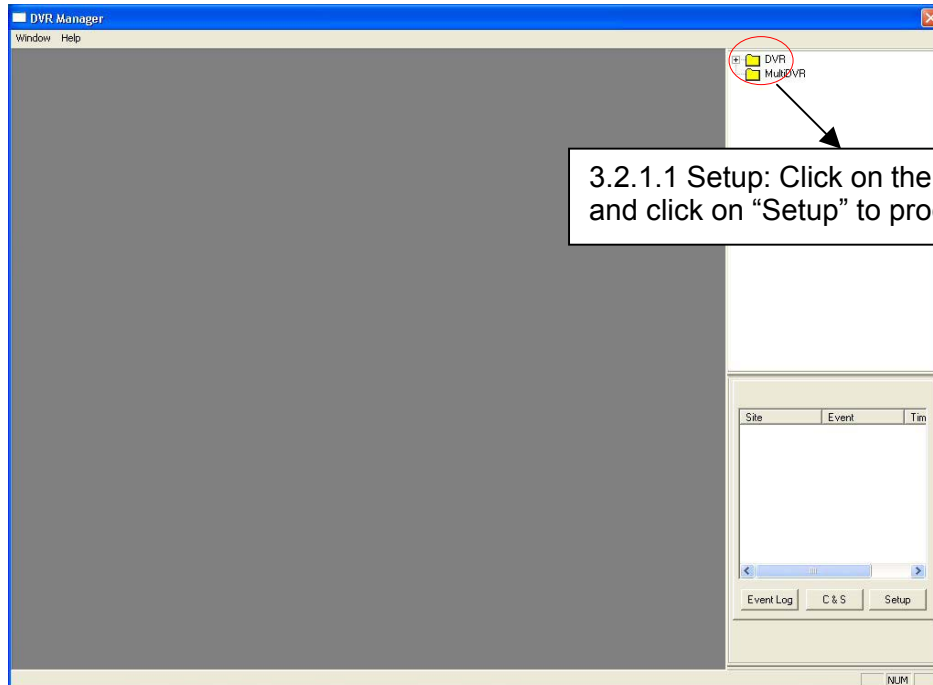 DVR Manager
Window Help
DVR
MultiDVR
3.2.1.1 Setup: Click on the
and click on “Setup” to pro
Site Event Tim
Event Log C & S Setup
NUM